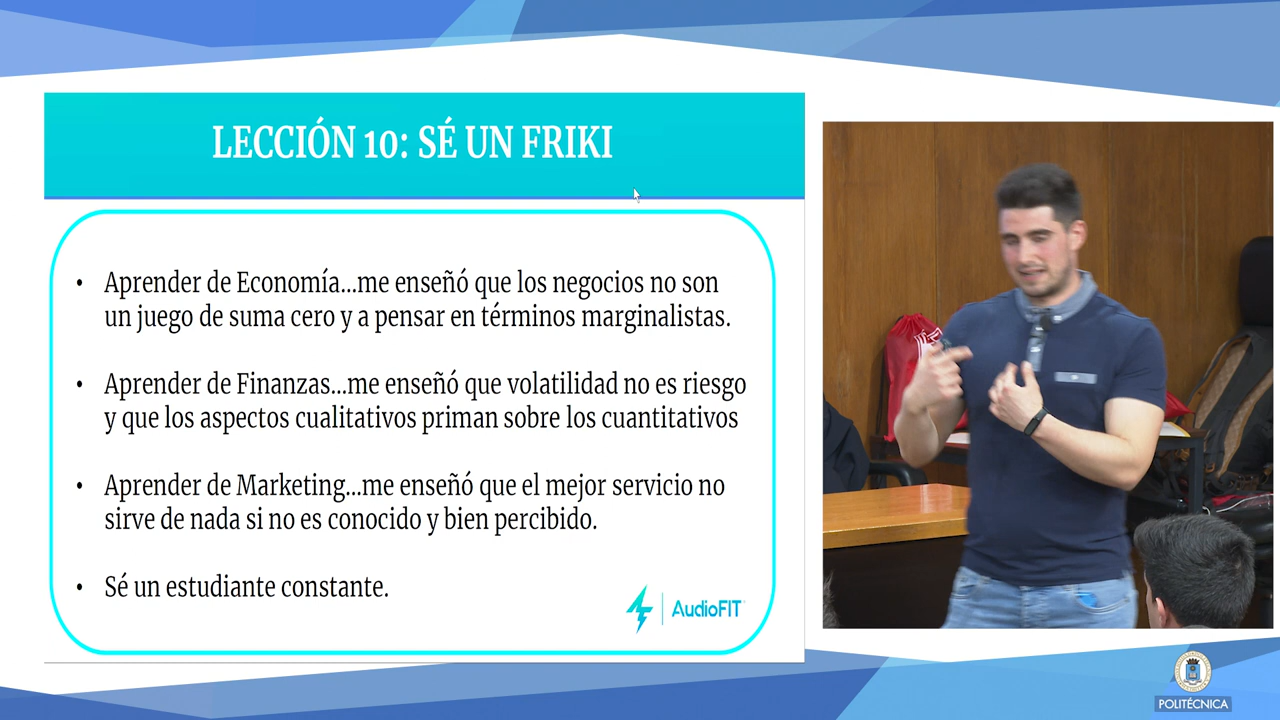 LECCIÓN 10: SÉ UN FRIKI
• Aprender de Economía...me enseñó que los negocios no son
un juego de suma cero y a pensar en términos marginalistas.
• Aprender de Finanzas...me enseñó que volatilidad no es riesgo
y que los aspectos cualitativos priman sobre los cuantitativos
• Aprender de Marketing...me enseñó que el mejor servicio no
sirve de nada si no es conocido y bien percibido.
• Sé un estudiante constante.
AudioFIT
POLITÉCNICA